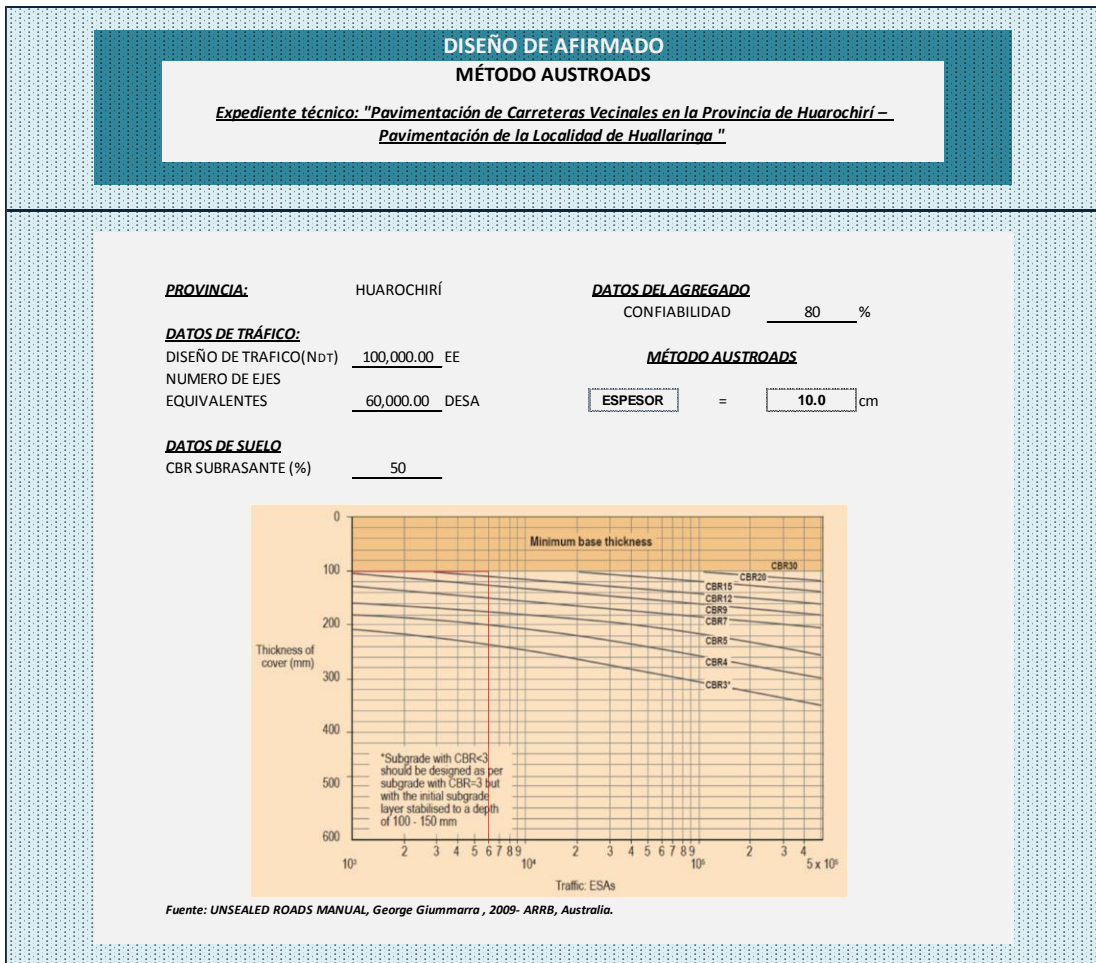 DISEÑO DE AFIRMADO
MÉTODO AUSTROADS
Expediente técnico: "Pavimentación de Carreteras Vecinales en la Provincia de Huarochirí –
Pavimentación de la Localidad de Huallaringa "
PROVINCIA: HUAROCHIRÍ
DATOS DEL AGREGADO
CONFIABILIDAD 80 %
DATOS DE TRÁFICO:
DISEÑO DE TRAFICO(NDT) 100,000.00 EE
MÉTODO AUSTROADS
NUMERO DE EJES
EQUIVALENTES 60,000.00 DESA
ESPESOR = 10.0 cm
DATOS DE SUELO
CBR SUBRASANTE (%) 50
0
Minimum base thickness
100
CBR30
CBR20
CBR15
CBR12
CBR9
CBR7
200
CBR5
Thickness of
cover (mm)
CBR4
300
CBR3*
400
*Subgrade with CBR<3
should be designed as per
subgrade with CBR=3 but
with the initial subgrade
layer stabilised to a depth
of 100 - 150 mm
500
600
2 3 4 5 6 7 8 9 2 3 4 5 6 7 8 9 2 3 4
10³ 10⁴ 10⁵ 5 x 10⁵
Traffic: ESAs
Fuente: UNSEALED ROADS MANUAL, George Giummarra , 2009- ARRB, Australia.